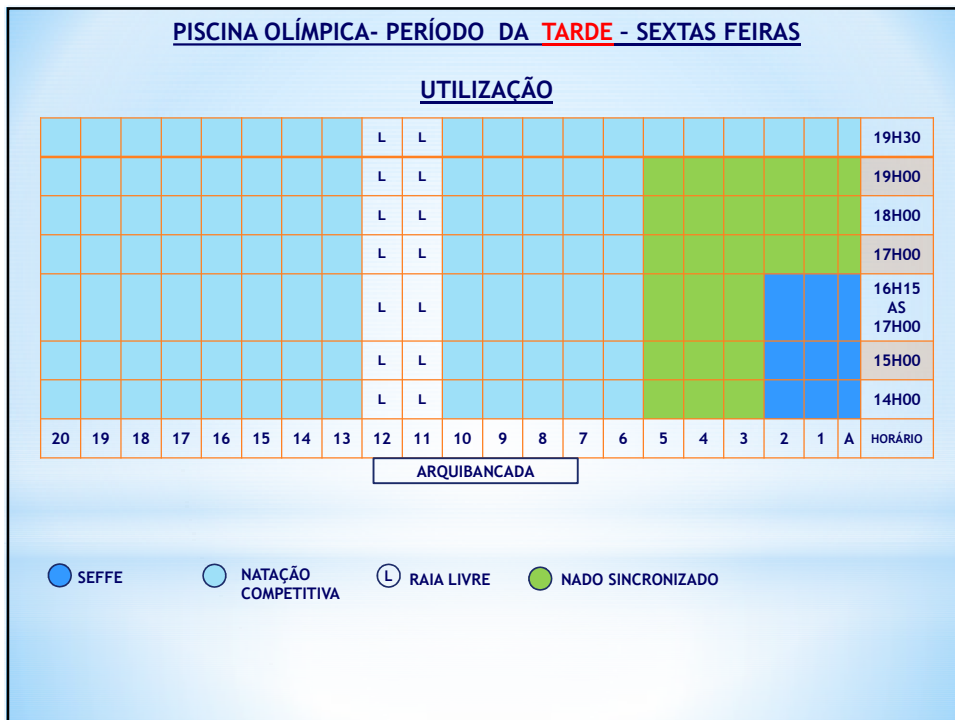 PISCINA OLÍMPICA- PERÍODO DA TARDE - SEXTAS FEIRAS
UTILIZAÇÃO
L L 19H30
L L 19H00
L L 18H00
L L 17H00
L L 16H15
AS
17H00
L L 15H00
L L 14H00
20 19 18 17 16 15 14 13 12 11 10 9 8 7 6 5 4 3 2 1 A HORÁRIO
ARQUIBANCADA
SEFFE
NATAÇÃO
COMPETITIVA
L RAIA LIVRE
NADO SINCRONIZADO